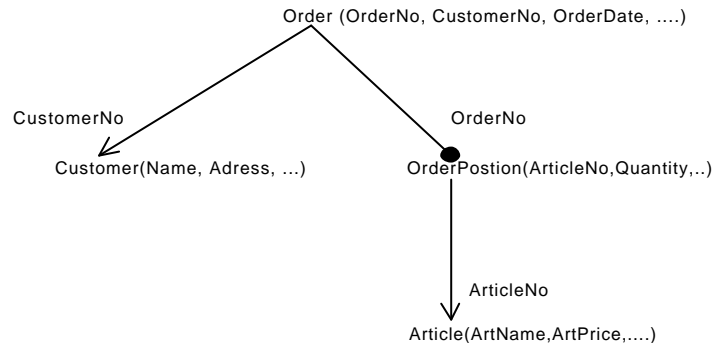 Order (OrderNo, CustomerNo, OrderDate, ....)
CustomerNo
OrderNo
Customer(Name, Adress, ...)
OrderPostion(ArticleNo,Quantity,..)
ArticleNo
Article(ArtName,ArtPrice,....)